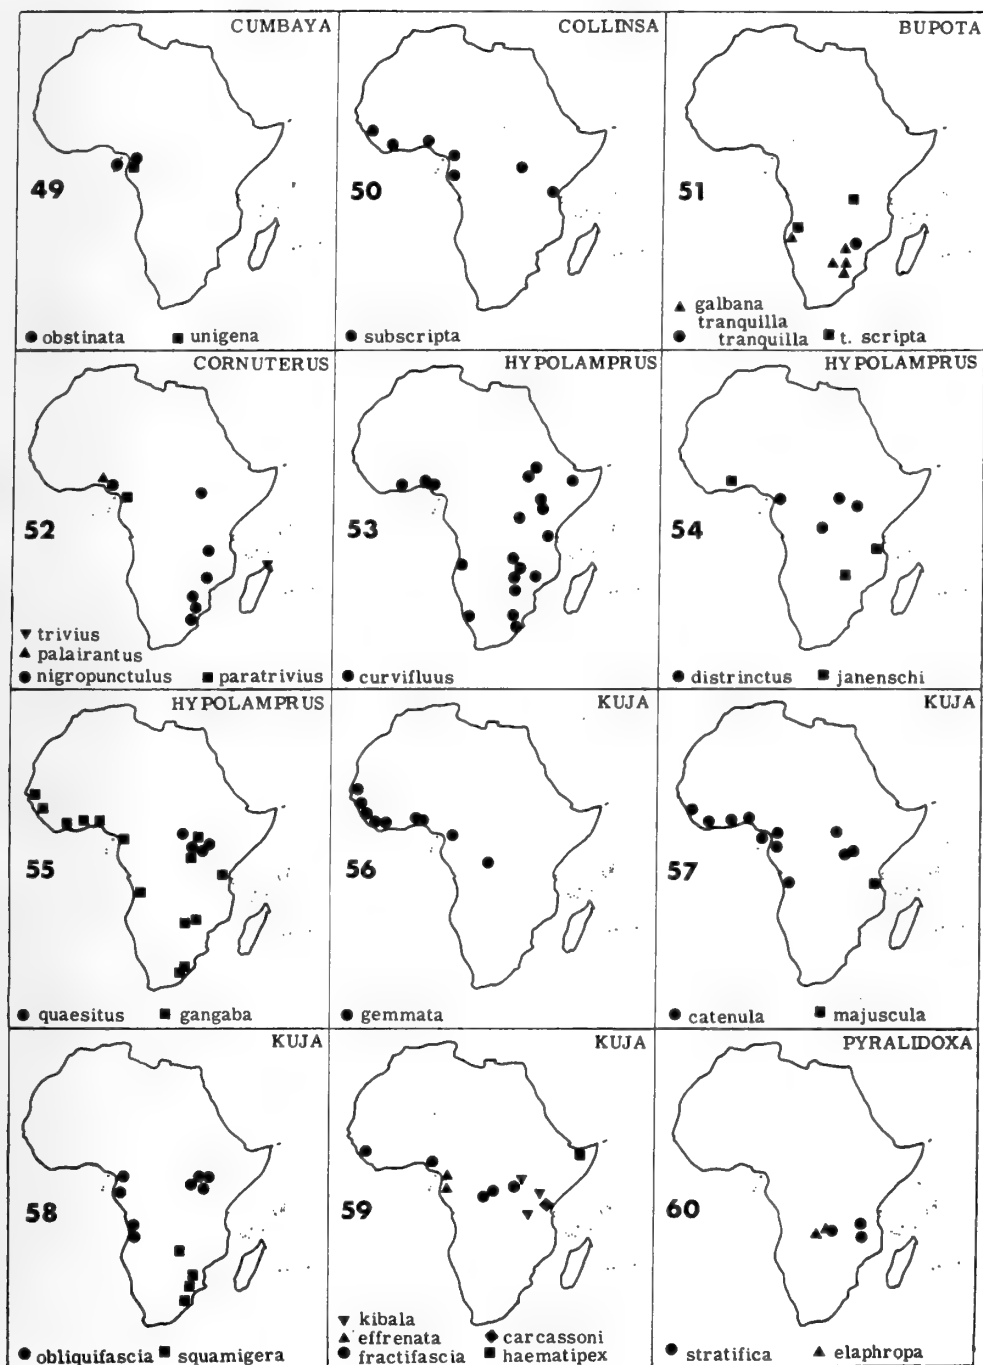 CUMBAYA
49
● obstinata ■ unigena
COLLINSA
50
● subscripta
BUPOTA
51
▲ galbana
tranquilla
● tranquilla ■ t. scripta
CORNUTERUS
52
▼ trivius
▲ palairantus
● nigropunctulus ■ paratrivius
HYPOLAMPRUS
53
● curvifluus
HYPOLAMPRUS
54
● distrinctus ■ janenschi
HYPOLAMPRUS
55
● quaesitus ■ gangaba
KUJA
56
● gemmata
KUJA
57
● catenula ■ majuscula
KUJA
58
● obliquifascia ■ squamigera
KUJA
59
▼ kibala
▲ effrenata ◆ carcassoni
● fractifascia ■ haematipex
PYRALIDOXA
60
● stratifica ▲ elaphropa